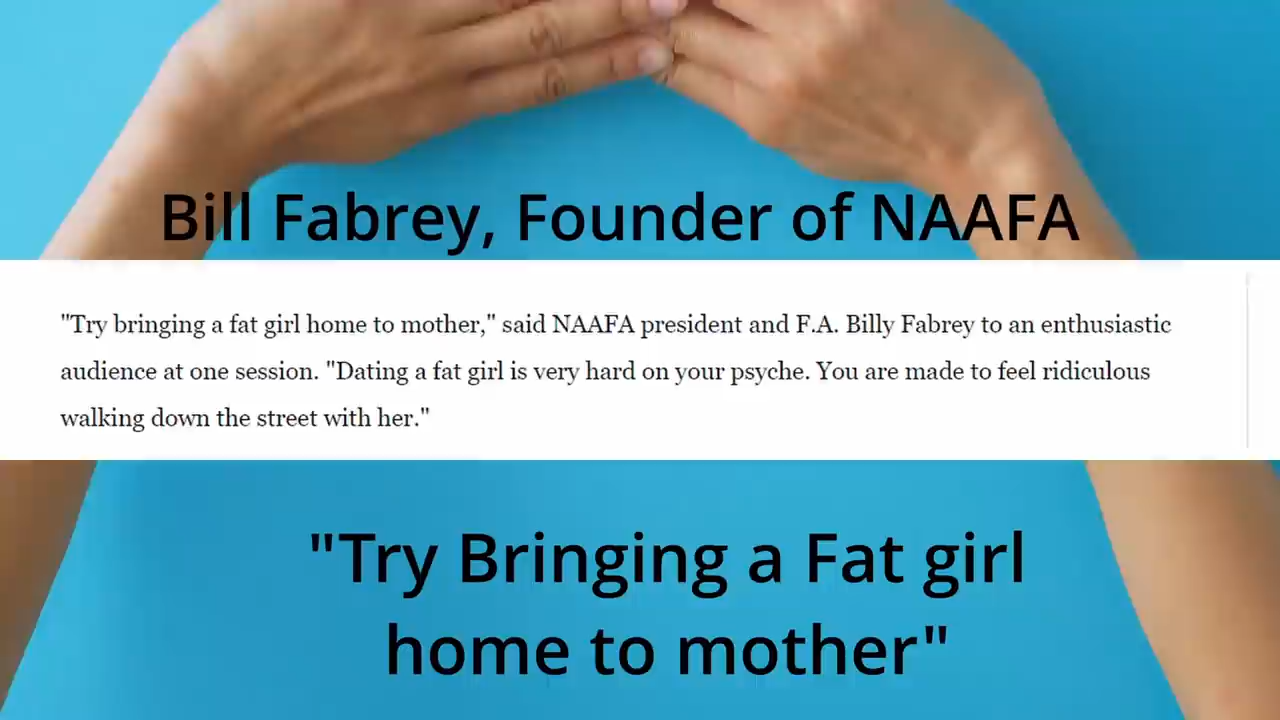 Bill Fabrey, Founder of NAAFA
"Try bringing a fat girl home to mother," said NAAFA president and F.A. Billy Fabrey to an enthusiastic
audience at one session. "Dating a fat girl is very hard on your psyche. You are made to feel ridiculous
walking down the street with her."
"Try Bringing a Fat girl
home to mother"